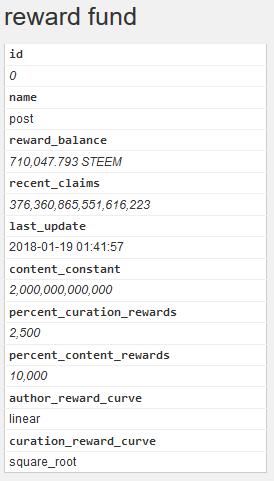 reward fund
id
0
name
post
reward_balance
710,047.793 STEEM
recent_claims
376,360,865,551,616,223
last_update
2018-01-19 01:41:57
content_constant
2,000,000,000,000
percent_curation_rewards
2,500
percent_content_rewards
10,000
author_reward_curve
linear
curation_reward_curve
square_root